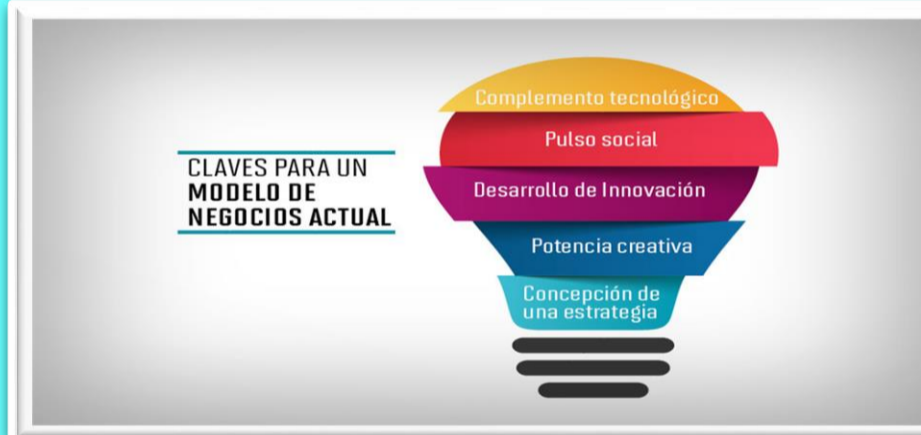 CLAVES PARA UN
MODELO DE
NEGOCIOS ACTUAL
Complemento tecnológico
Pulso social
Desarrollo de Innovación
Potencia creativa
Concepción de
una estrategia